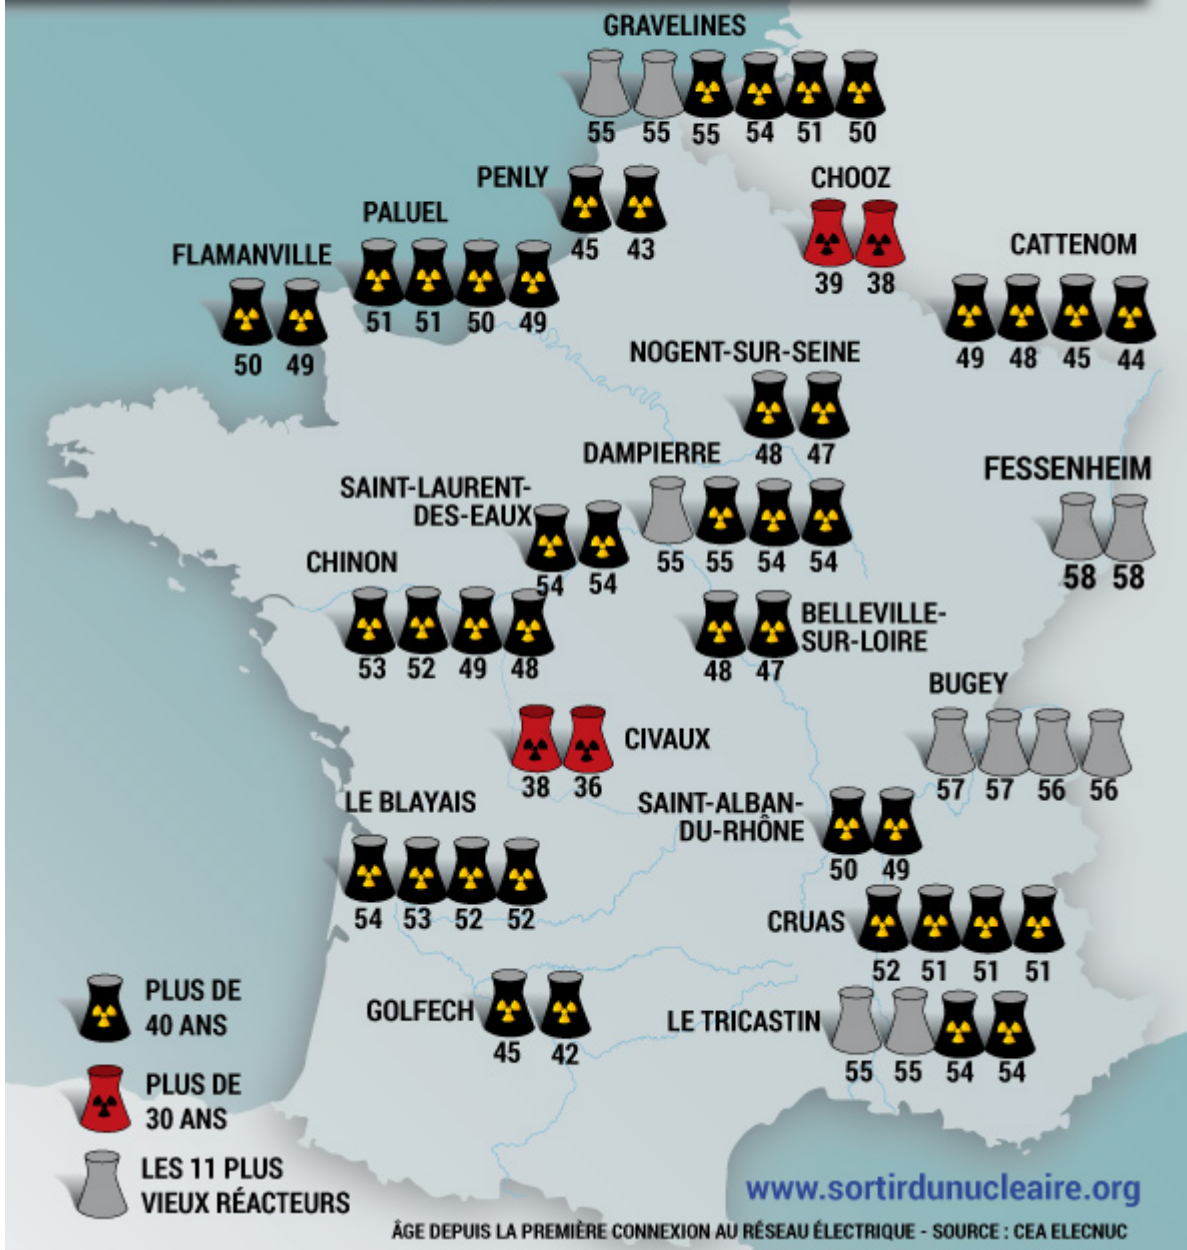 GRAVELINES
55 55 55 54 51 50
PENLY
45 43
CHOOZ
39 38
PALUEL
51 51 50 49
FLAMANVILLE
50 49
CATTENOM
49 48 45 44
NOGENT-SUR-SEINE
48 47
DAMPIERRE
55 55 54 54
FESSENHEIM
58 58
SAINT-LAURENT-
DES-EAUX
54 54
CHINON
53 52 49 48
BELLEVILLE-
SUR-LOIRE
48 47
BUGEY
57 57 56 56
CIVAUX
38 36
LE BLAYAIS
54 53 52 52
SAINT-ALBAN-
DU-RHÔNE
50 49
CRUAS
52 51 51 51
GOLFECH
45 42
LE TRICASTIN
55 55 54 54
PLUS DE
40 ANS
PLUS DE
30 ANS
LES 11 PLUS
VIEUX RÉACTEURS
www.sortirdunucleaire.org
ÂGE DEPUIS LA PREMIÈRE CONNEXION AU RÉSEAU ÉLECTRIQUE - SOURCE : CEA ELECNUC